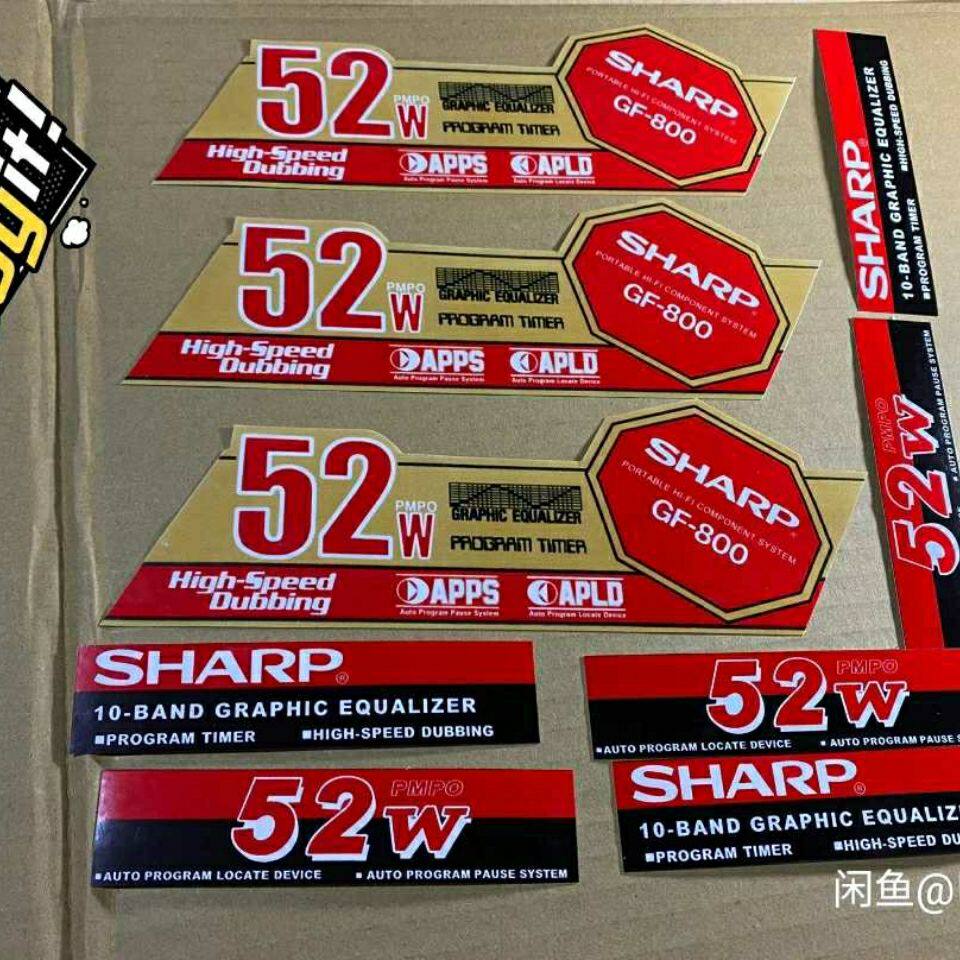 52
PMPO
W
GRAPHIC EQUALIZER
PROGRAM TIMER
High-Speed
Dubbing
APPS
Auto Program Pause System
APLD
Auto Program Locate Device
SHARP
PORTABLE HI-FI COMPONENT SYSTEM
GF-800
52
PMPO
W
GRAPHIC EQUALIZER
PROGRAM TIMER
High-Speed
Dubbing
APPS
Auto Program Pause System
APLD
Auto Program Locate Device
SHARP
PORTABLE HI-FI COMPONENT SYSTEM
GF-800
52
PMPO
W
GRAPHIC EQUALIZER
PROGRAM TIMER
High-Speed
Dubbing
APPS
Auto Program Pause System
APLD
Auto Program Locate Device
SHARP
PORTABLE HI-FI COMPONENT SYSTEM
GF-800
SHARP®
10-BAND GRAPHIC EQUALIZER
■PROGRAM TIMER ■HIGH-SPEED DUBBING
PMPO
52W
■AUTO PROGRAM PAUSE SYSTEM
SHARP®
10-BAND GRAPHIC EQUALIZER
■PROGRAM TIMER ■HIGH-SPEED DUBBING
PMPO
52W
■AUTO PROGRAM LOCATE DEVICE ■AUTO PROGRAM PAUSE
PMPO
52W
■AUTO PROGRAM LOCATE DEVICE ■AUTO PROGRAM PAUSE SYSTEM
SHARP®
10-BAND GRAPHIC
■PROGRAM TIMER ■HIGH-SPEED
闲鱼@